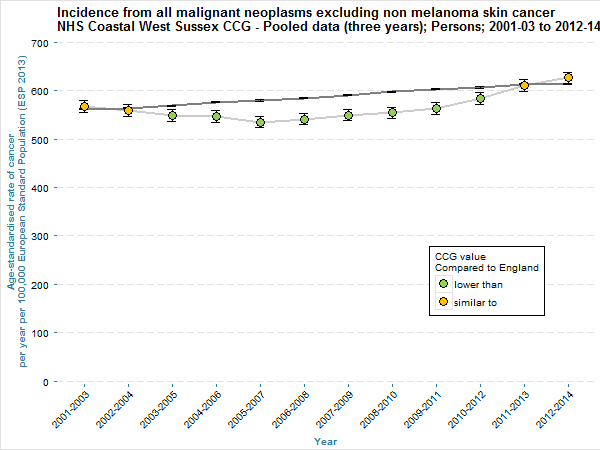 Incidence from all malignant neoplasms excluding non melanoma skin cancer
NHS Coastal West Sussex CCG - Pooled data (three years); Persons; 2001-03 to 2012-14
700
600
500
400
300
200
100
0
Age-standardised rate of cancer
per year per 100,000 European Standard Population (ESP 2013)
CCG value
Compared to England
lower than
similar to
2001-2003
2002-2004
2003-2005
2004-2006
2005-2007
2006-2008
2007-2009
2008-2010
2009-2011
2010-2012
2011-2013
2012-2014
Year